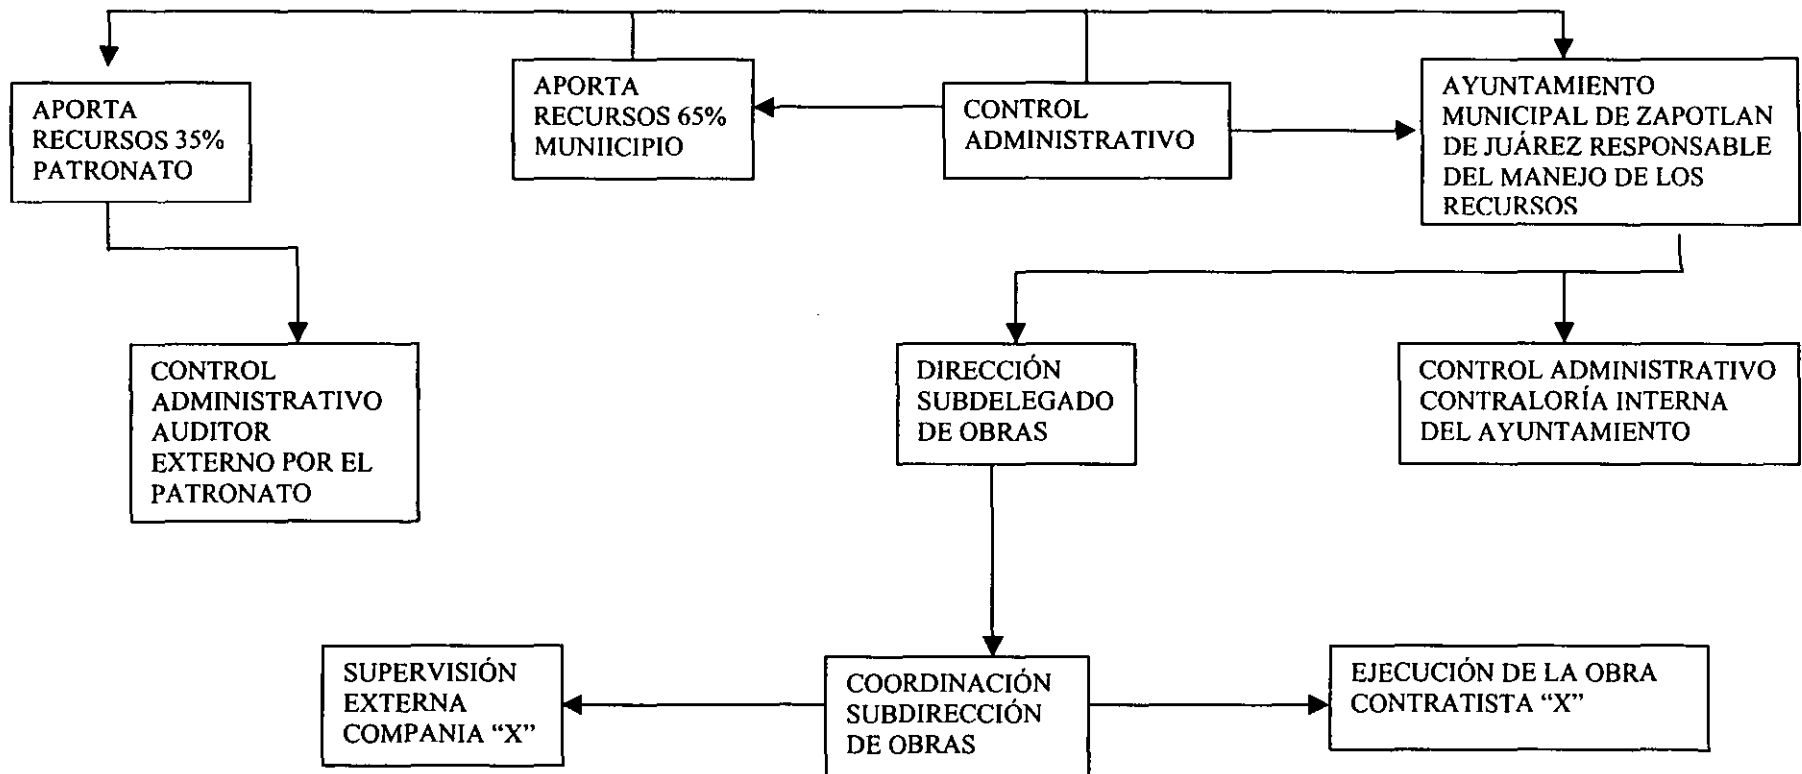 APORTA
RECURSOS 35%
PATRONATO
APORTA
RECURSOS 65%
MUNIICIPIO
CONTROL
ADMINISTRATIVO
AYUNTAMIENTO
MUNICIPAL DE ZAPOTLAN
DE JUÁREZ RESPONSABLE
DEL MANEJO DE LOS
RECURSOS
CONTROL
ADMINISTRATIVO
AUDITOR
EXTERNO POR EL
PATRONATO
DIRECCIÓN
SUBDELEGADO
DE OBRAS
CONTROL ADMINISTRATIVO
CONTRALORÍA INTERNA
DEL AYUNTAMIENTO
SUPERVISIÓN
EXTERNA
COMPANIA “X”
COORDINACIÓN
SUBDIRECCIÓN
DE OBRAS
EJECUCIÓN DE LA OBRA
CONTRATISTA “X”